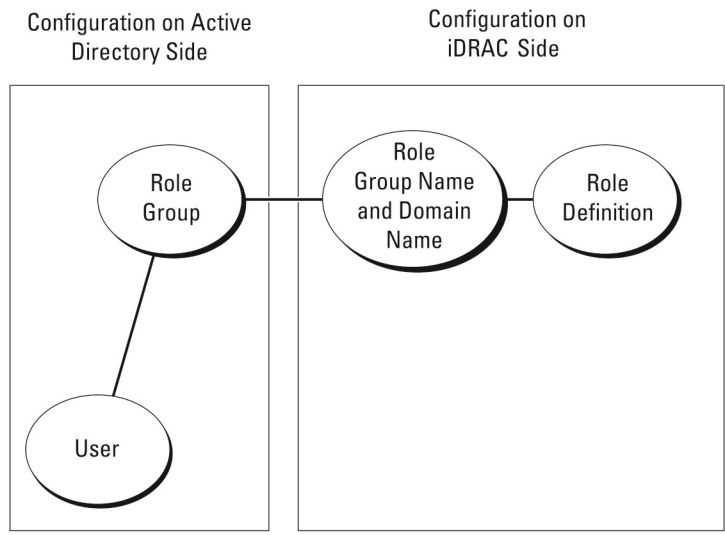 Configuration on Active
Directory Side
Configuration on
iDRAC Side
Role
Group
Role
Group Name
and Domain
Name
Role
Definition
User